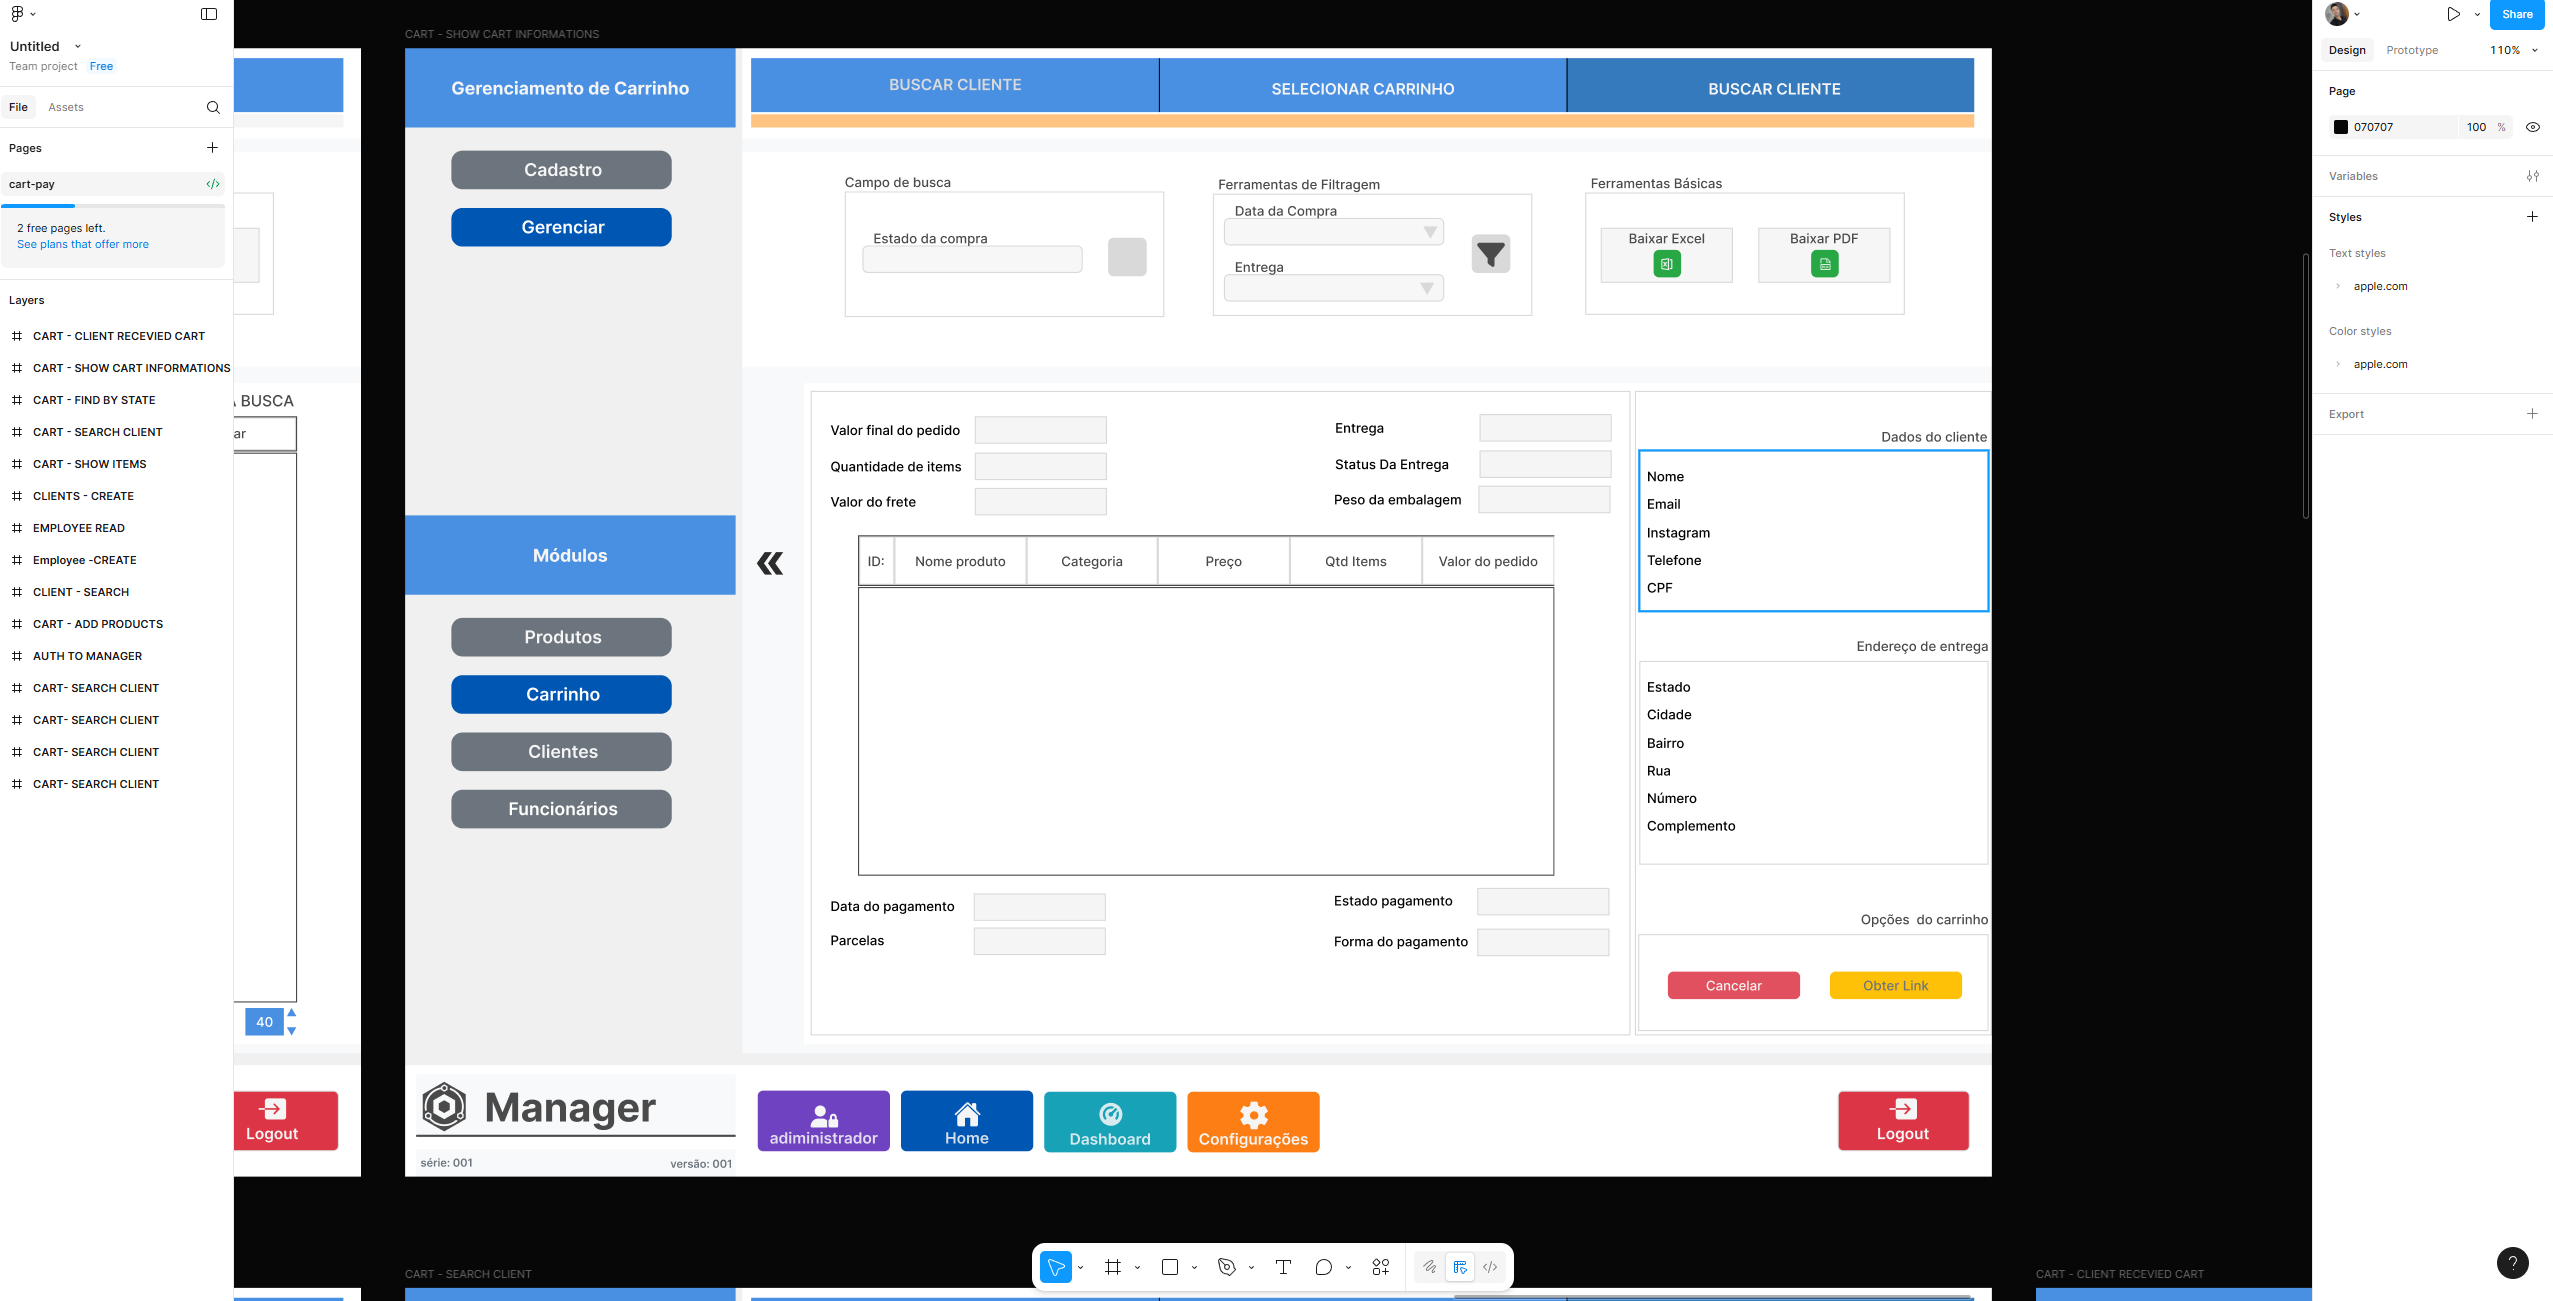 Untitled
Team project Free
File Assets
Pages
cart-pay
2 free pages left.
See plans that offer more
Layers
CART - CLIENT RECEVIED CART
CART - SHOW CART INFORMATIONS
CART - FIND BY STATE
CART - SEARCH CLIENT
CART - SHOW ITEMS
CLIENTS - CREATE
EMPLOYEE READ
Employee -CREATE
CLIENT - SEARCH
CART - ADD PRODUCTS
AUTH TO MANAGER
CART- SEARCH CLIENT
CART- SEARCH CLIENT
CART- SEARCH CLIENT
CART- SEARCH CLIENT
BUSCA
ar
40
Logout
CART - SHOW CART INFORMATIONS
Gerenciamento de Carrinho
BUSCAR CLIENTE
SELECIONAR CARRINHO
BUSCAR CLIENTE
Cadastro
Gerenciar
Campo de busca
Estado da compra
Ferramentas de Filtragem
Data da Compra
Entrega
Ferramentas Básicas
Baixar Excel
Baixar PDF
Módulos
Produtos
Carrinho
Clientes
Funcionários
Valor final do pedido
Quantidade de items
Valor do frete
Entrega
Status Da Entrega
Peso da embalagem
ID: Nome produto Categoria Preço Qtd Items Valor do pedido
Data do pagamento
Parcelas
Estado pagamento
Forma do pagamento
Dados do cliente
Nome
Email
Instagram
Telefone
CPF
Endereço de entrega
Estado
Cidade
Bairro
Rua
Número
Complemento
Opções do carrinho
Cancelar
Obter Link
Manager
série: 001 versão: 001
adiministrador
Home
Dashboard
Configurações
Logout
CART - SEARCH CLIENT
CART - CLIENT RECEVIED CART
Share
Design Prototype 110%
Page
070707 100 %
Variables
Styles
Text styles
apple.com
Color styles
apple.com
Export
?